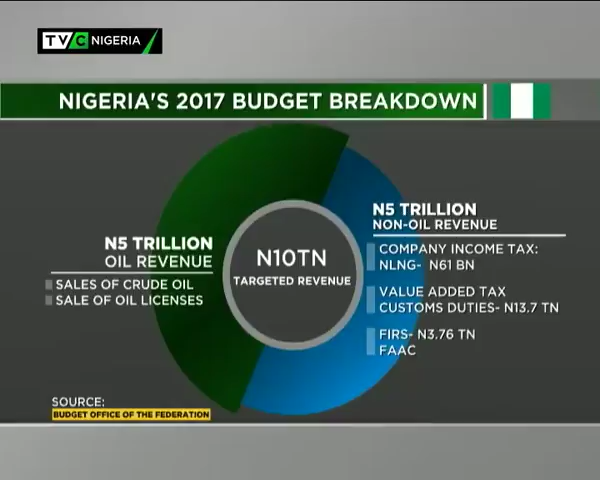 TVC NIGERIA
NIGERIA'S 2017 BUDGET BREAKDOWN
N5 TRILLION
OIL REVENUE
SALES OF CRUDE OIL
SALE OF OIL LICENSES
N10TN
TARGETED REVENUE
N5 TRILLION
NON-OIL REVENUE
COMPANY INCOME TAX:
NLNG- N61 BN
VALUE ADDED TAX
CUSTOMS DUTIES- N13.7 TN
FIRS- N3.76 TN
FAAC
SOURCE:
BUDGET OFFICE OF THE FEDERATION